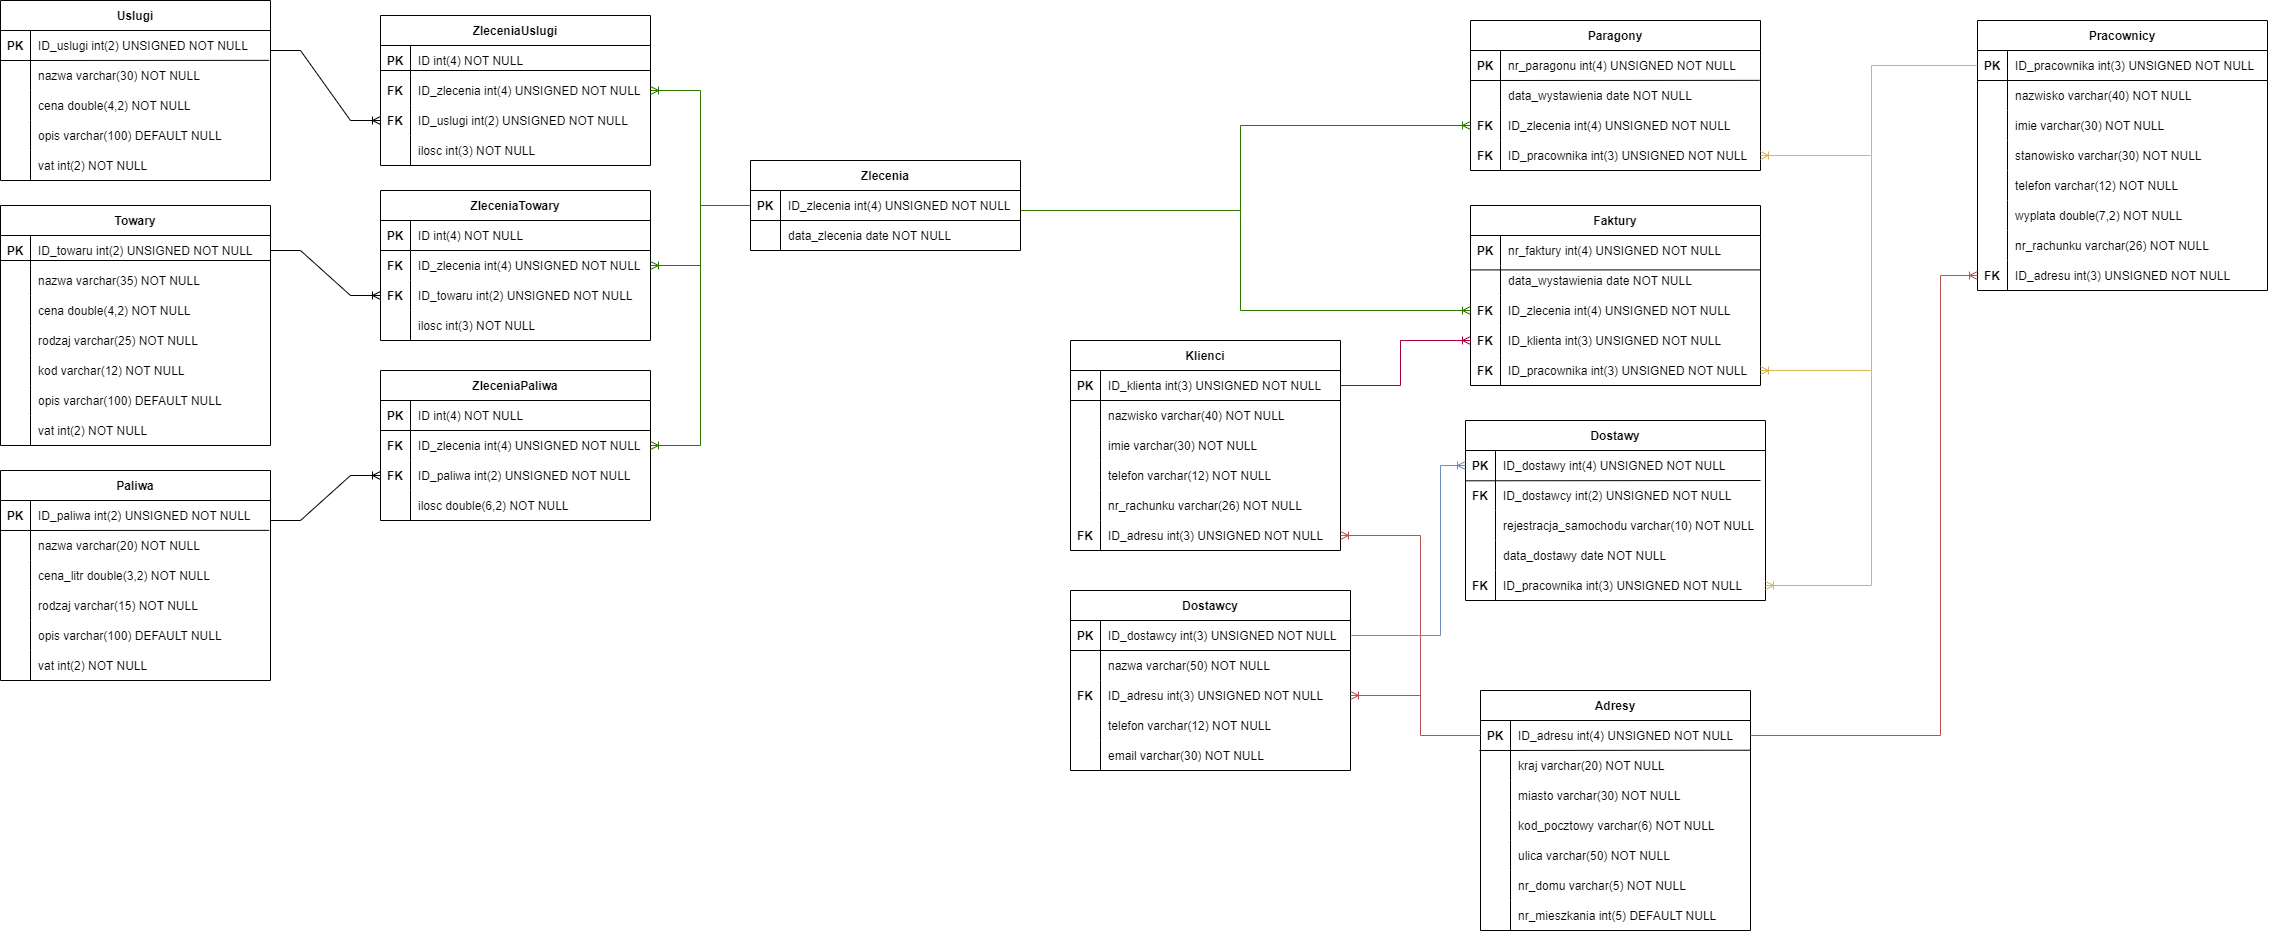 Uslugi
PK ID_uslugi int(2) UNSIGNED NOT NULL
nazwa varchar(30) NOT NULL
cena double(4,2) NOT NULL
opis varchar(100) DEFAULT NULL
vat int(2) NOT NULL
Towary
PK ID_towaru int(2) UNSIGNED NOT NULL
nazwa varchar(35) NOT NULL
cena double(4,2) NOT NULL
rodzaj varchar(25) NOT NULL
kod varchar(12) NOT NULL
opis varchar(100) DEFAULT NULL
vat int(2) NOT NULL
Paliwa
PK ID_paliwa int(2) UNSIGNED NOT NULL
nazwa varchar(20) NOT NULL
cena_litr double(3,2) NOT NULL
rodzaj varchar(15) NOT NULL
opis varchar(100) DEFAULT NULL
vat int(2) NOT NULL
ZleceniaUslugi
PK ID int(4) NOT NULL
FK ID_zlecenia int(4) UNSIGNED NOT NULL
FK ID_uslugi int(2) UNSIGNED NOT NULL
ilosc int(3) NOT NULL
ZleceniaTowary
PK ID int(4) NOT NULL
FK ID_zlecenia int(4) UNSIGNED NOT NULL
FK ID_towaru int(2) UNSIGNED NOT NULL
ilosc int(3) NOT NULL
ZleceniaPaliwa
PK ID int(4) NOT NULL
FK ID_zlecenia int(4) UNSIGNED NOT NULL
FK ID_paliwa int(2) UNSIGNED NOT NULL
ilosc double(6,2) NOT NULL
Zlecenia
PK ID_zlecenia int(4) UNSIGNED NOT NULL
data_zlecenia date NOT NULL
Klienci
PK ID_klienta int(3) UNSIGNED NOT NULL
nazwisko varchar(40) NOT NULL
imie varchar(30) NOT NULL
telefon varchar(12) NOT NULL
nr_rachunku varchar(26) NOT NULL
FK ID_adresu int(3) UNSIGNED NOT NULL
Dostawcy
PK ID_dostawcy int(3) UNSIGNED NOT NULL
nazwa varchar(50) NOT NULL
FK ID_adresu int(3) UNSIGNED NOT NULL
telefon varchar(12) NOT NULL
email varchar(30) NOT NULL
Paragony
PK nr_paragonu int(4) UNSIGNED NOT NULL
data_wystawienia date NOT NULL
FK ID_zlecenia int(4) UNSIGNED NOT NULL
FK ID_pracownika int(3) UNSIGNED NOT NULL
Faktury
PK nr_faktury int(4) UNSIGNED NOT NULL
data_wystawienia date NOT NULL
FK ID_zlecenia int(4) UNSIGNED NOT NULL
FK ID_klienta int(3) UNSIGNED NOT NULL
FK ID_pracownika int(3) UNSIGNED NOT NULL
Dostawy
PK ID_dostawy int(4) UNSIGNED NOT NULL
FK ID_dostawcy int(2) UNSIGNED NOT NULL
rejestracja_samochodu varchar(10) NOT NULL
data_dostawy date NOT NULL
FK ID_pracownika int(3) UNSIGNED NOT NULL
Adresy
PK ID_adresu int(4) UNSIGNED NOT NULL
kraj varchar(20) NOT NULL
miasto varchar(30) NOT NULL
kod_pocztowy varchar(6) NOT NULL
ulica varchar(50) NOT NULL
nr_domu varchar(5) NOT NULL
nr_mieszkania int(5) DEFAULT NULL
Pracownicy
PK ID_pracownika int(3) UNSIGNED NOT NULL
nazwisko varchar(40) NOT NULL
imie varchar(30) NOT NULL
stanowisko varchar(30) NOT NULL
telefon varchar(12) NOT NULL
wyplata double(7,2) NOT NULL
nr_rachunku varchar(26) NOT NULL
FK ID_adresu int(3) UNSIGNED NOT NULL